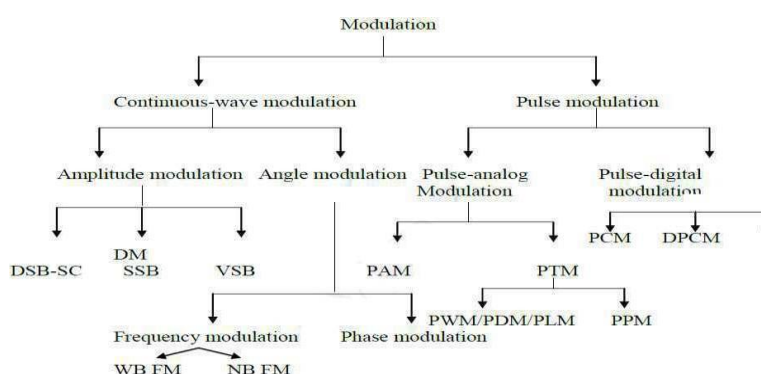 Modulation
Continuous-wave modulation
Pulse modulation
Amplitude modulation
Angle modulation
Pulse-analog
Modulation
Pulse-digital
modulation
PCM
DPCM
DSB-SC
DM
SSB
VSB
PAM
PTM
PWM/PDM/PLM
PPM
Frequency modulation
Phase modulation
WB FM
NB FM